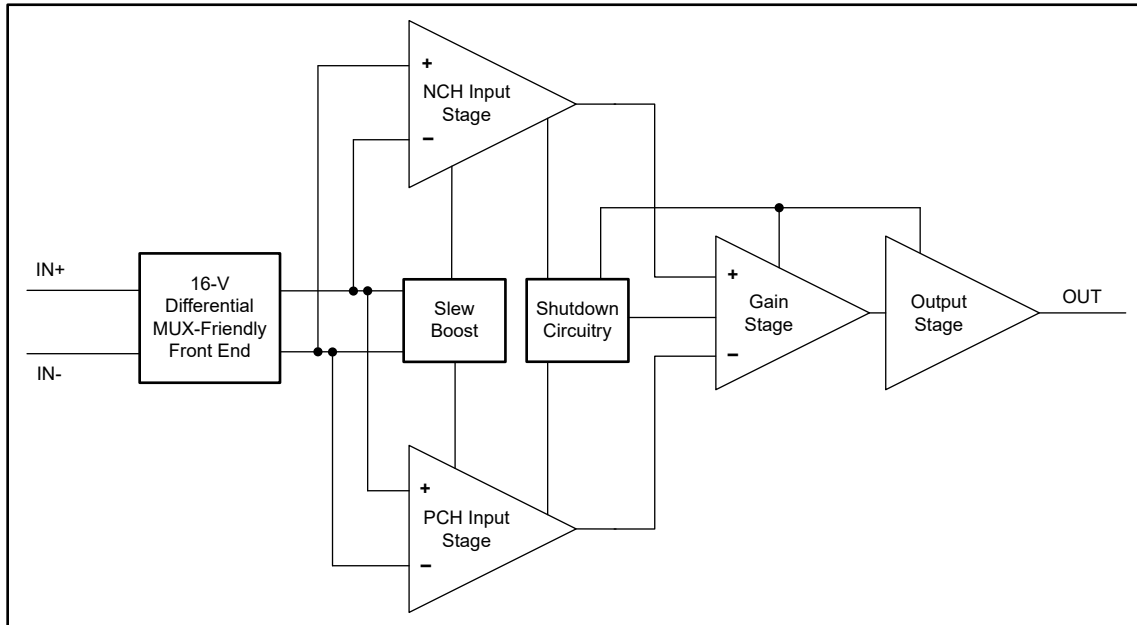 +
NCH Input
Stage
−
IN+
IN-
16-V
Differential
MUX-Friendly
Front End
Slew
Boost
Shutdown
Circuitry
+
Gain
Stage
−
Output
Stage
OUT
+
PCH Input
Stage
−